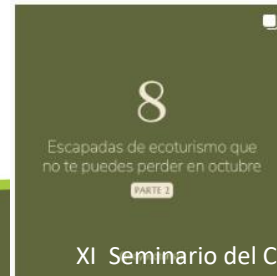 8
Escapadas de ecoturismo que
no te puedes perder en octubre
PARTE 2
XI Seminario del C